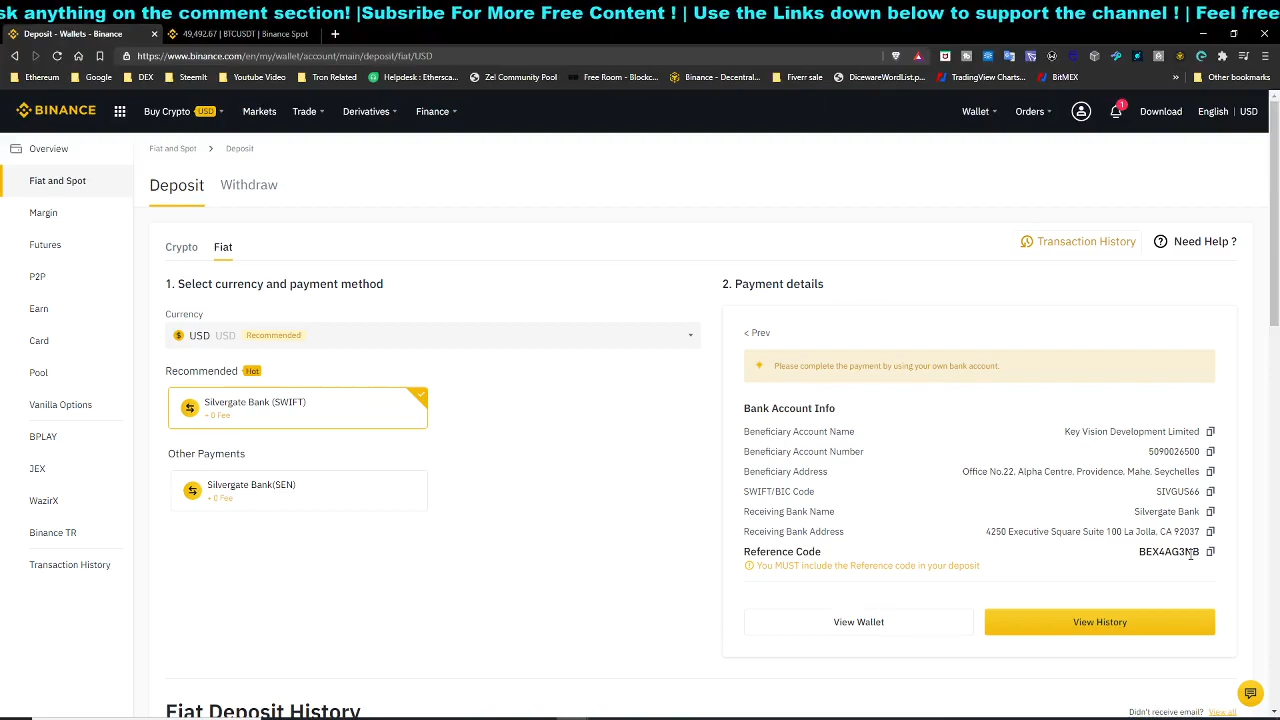 sk anything on the comment section! |Subsribe For More Free Content ! | Use the Links down below to support the channel ! | Feel free
Deposit - Wallets - Binance
49,492.67 | BTCUSDT | Binance Spot
https://www.binance.com/en/my/wallet/account/main/deposit/fiat/USD
Ethereum Google DEX SteemIt Youtube Video Tron Related Helpdesk : Ethersca... Zel Community Pool Free Room - Blockc... Binance - Decentral... Fiverr sale DicewareWordList.p... TradingView Charts... BitMEX » Other bookmarks
BINANCE Buy Crypto USD Markets Trade Derivatives Finance Wallet Orders 1 Download English | USD
Overview
Fiat and Spot
Margin
Futures
P2P
Earn
Card
Pool
Vanilla Options
BPLAY
JEX
WazirX
Binance TR
Transaction History
Fiat and Spot > Deposit
Deposit Withdraw
Crypto Fiat
Transaction History Need Help ?
1. Select currency and payment method
Currency
USD USD Recommended
Recommended Hot
Silvergate Bank (SWIFT)
+ 0 Fee
Other Payments
Silvergate Bank(SEN)
+ 0 Fee
2. Payment details
< Prev
Please complete the payment by using your own bank account.
Bank Account Info
Beneficiary Account Name Key Vision Development Limited
Beneficiary Account Number 5090026500
Beneficiary Address Office No.22, Alpha Centre, Providence, Mahe, Seychelles
SWIFT/BIC Code SIVGUS66
Receiving Bank Name Silvergate Bank
Receiving Bank Address 4250 Executive Square Suite 100 La Jolla, CA 92037
Reference Code BEX4AG3NB
You MUST include the Reference code in your deposit
View Wallet View History
Fiat Deposit History
Didn't receive email? View all